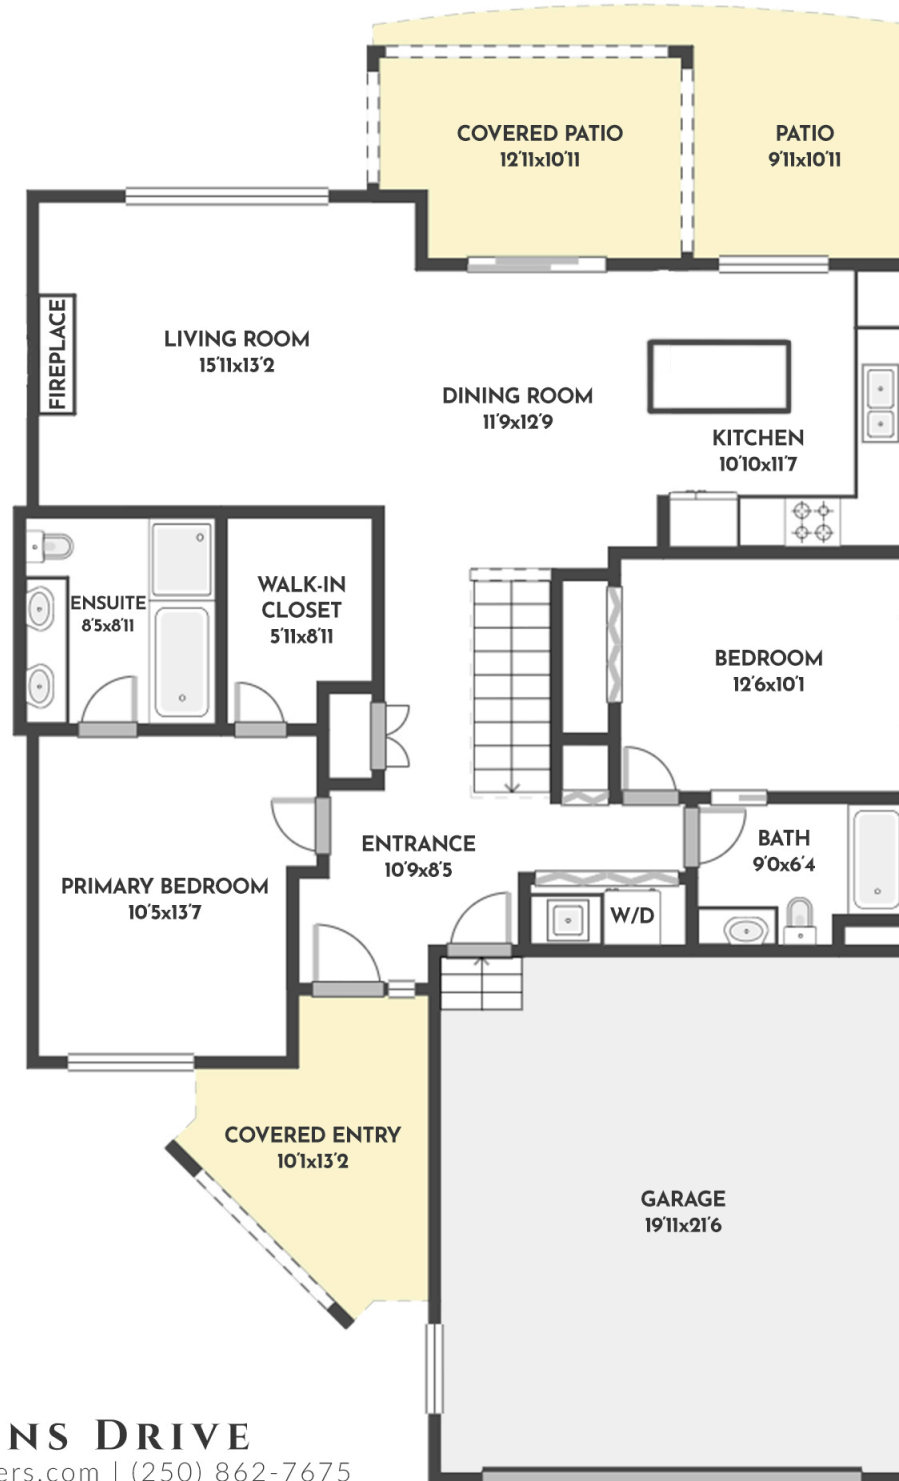 COVERED PATIO
12'11x10'11
PATIO
9'11x10'11
FIREPLACE
LIVING ROOM
15'11x13'2
DINING ROOM
11'9x12'9
KITCHEN
10'10x11'7
ENSUITE
8'5x8'11
WALK-IN
CLOSET
5'11x8'11
BEDROOM
12'6x10'1
ENTRANCE
10'9x8'5
BATH
9'0x6'4
PRIMARY BEDROOM
10'5x13'7
W/D
COVERED ENTRY
10'1x13'2
GARAGE
19'11x21'6
NS DRIVE
ers.com | (250) 862-7675